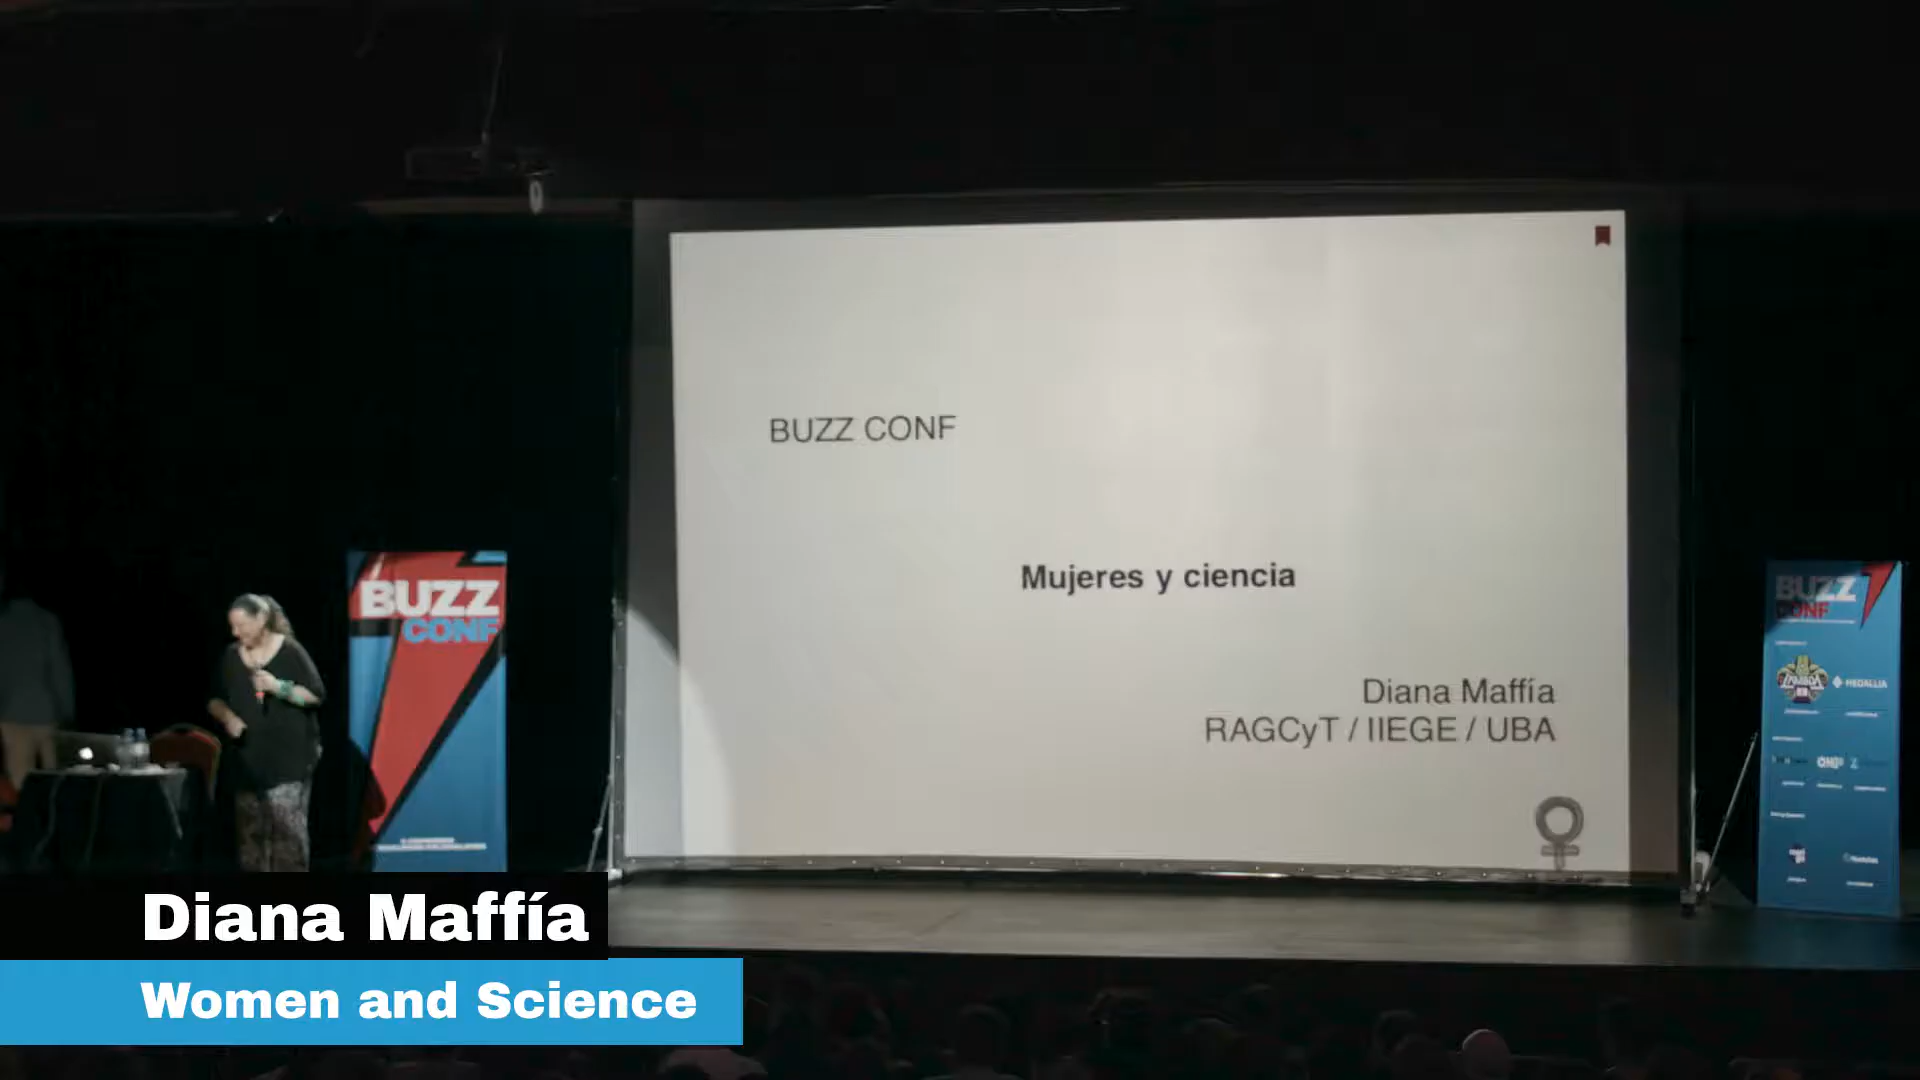 BUZZ CONF
Mujeres y ciencia
Diana Maffía
RAGCyT / IIEGE / UBA
BUZZ
CONF
BUZZ
CONF
LAMBDA
MEDALLIA
Diana Maffía
Women and Science